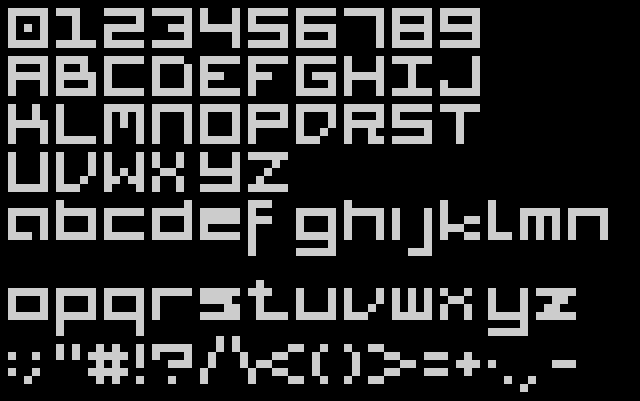 0123456789
ABCDEFGHIJ
KLMNOPQRST
UVWXYZ
abcdefghijklmn
opqrstuvwxyz
:;"#!?/\<()>=+·.,-